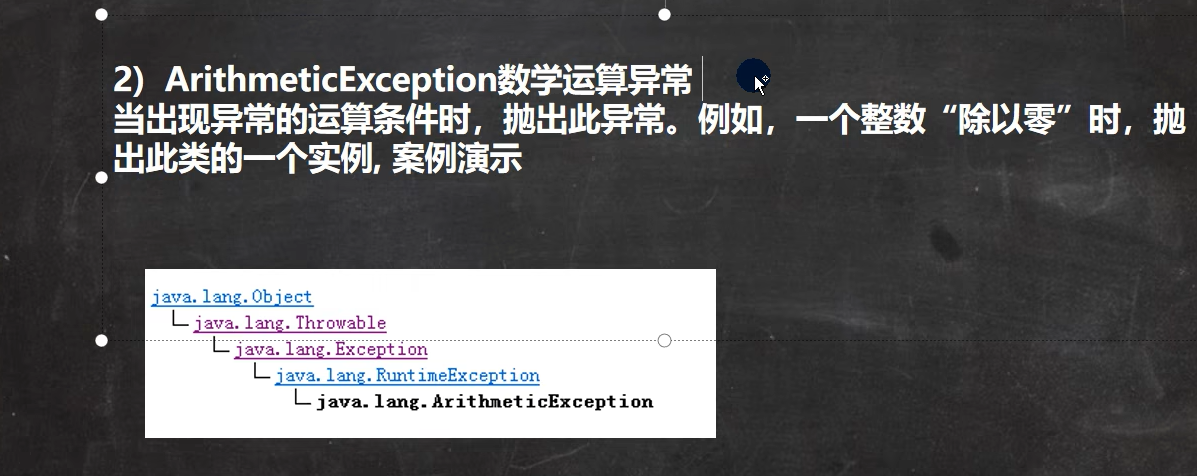 2）ArithmeticException数学运算异常
当出现异常的运算条件时，抛出此异常。例如，一个整数“除以零”时，抛
出此类的一个实例, 案例演示
java.lang.Object
java.lang.Throwable
java.lang.Exception
java.lang.RuntimeException
java.lang.ArithmeticException